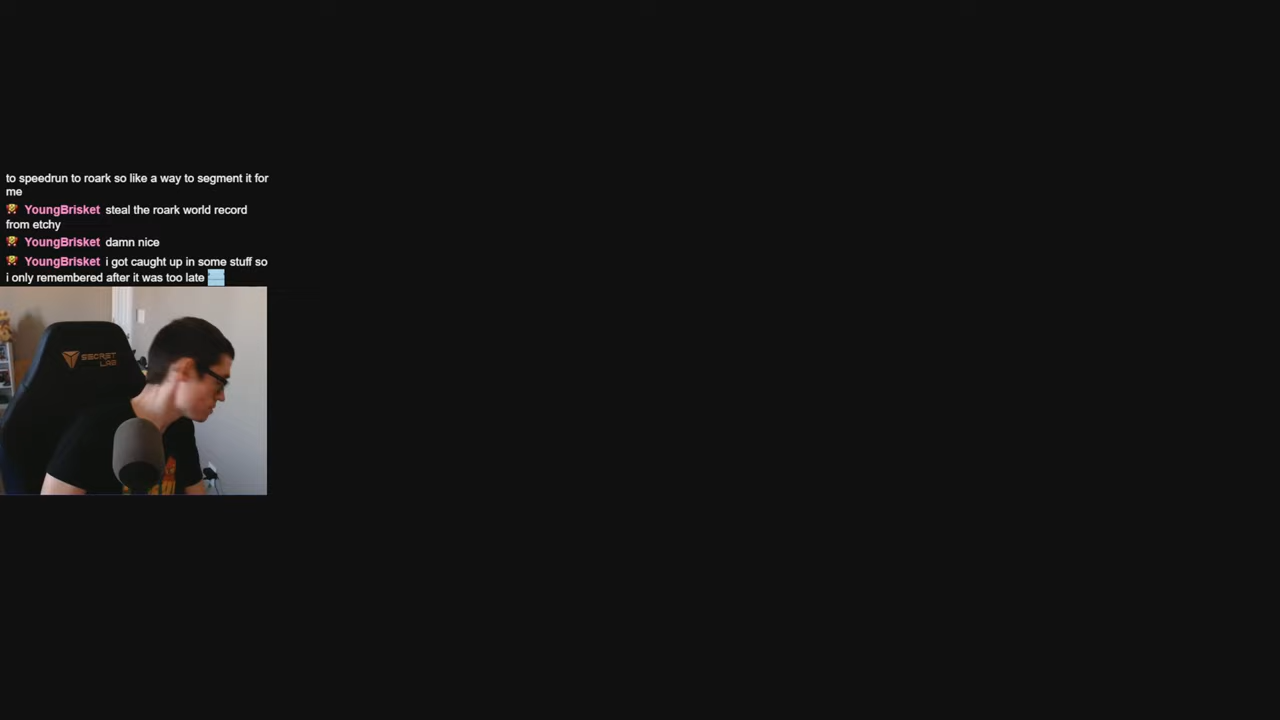 to speedrun to roark so like a way to segment it for
me
YoungBrisket steal the roark world record
from etchy
YoungBrisket damn nice
YoungBrisket i got caught up in some stuff so
i only remembered after it was too late
SECRET
LAB